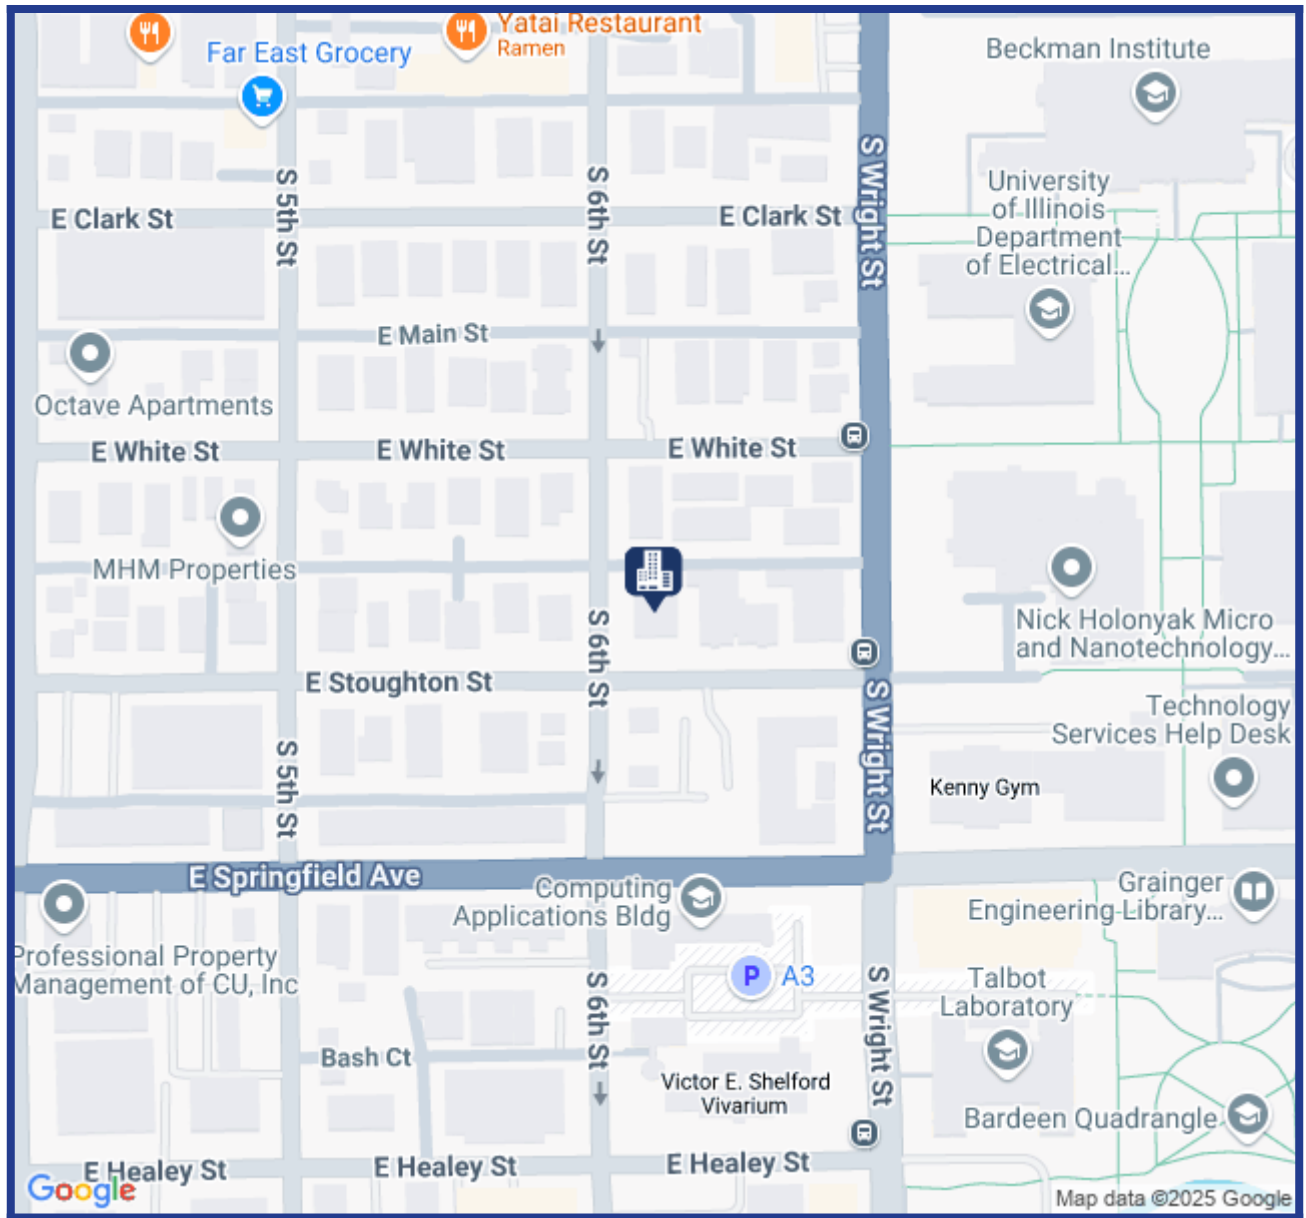 Yatai Restaurant
Ramen
Far East Grocery
Beckman Institute
S 5th St
S 6th St
S Wright St
University
of Illinois
Department
of Electrical...
E Clark St
E Clark St
E Main St
Octave Apartments
E White St
E White St
E White St
MHM Properties
Nick Holonyak Micro
and Nanotechnology...
S 6th St
E Stoughton St
S Wright St
Technology
Services Help Desk
S 5th St
Kenny Gym
E Springfield Ave
Computing
Applications Bldg
Grainger
Engineering Library...
Professional Property
Management of CU, Inc
P A3
Talbot
Laboratory
S 6th St
S Wright St
Bash Ct
Victor E. Shelford
Vivarium
Bardeen Quadrangle
E Healey St
E Healey St
E Healey St
Google
Map data ©2025 Google